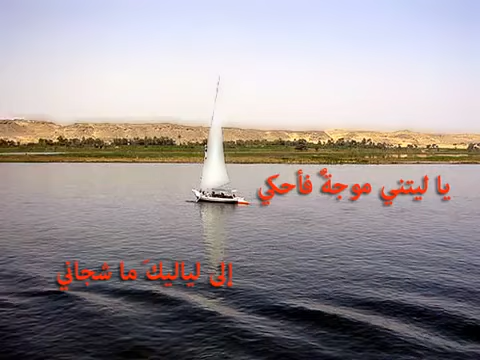 يا ليتني موجةٌ فأحكي
إلى لياليكَ ما شجاني